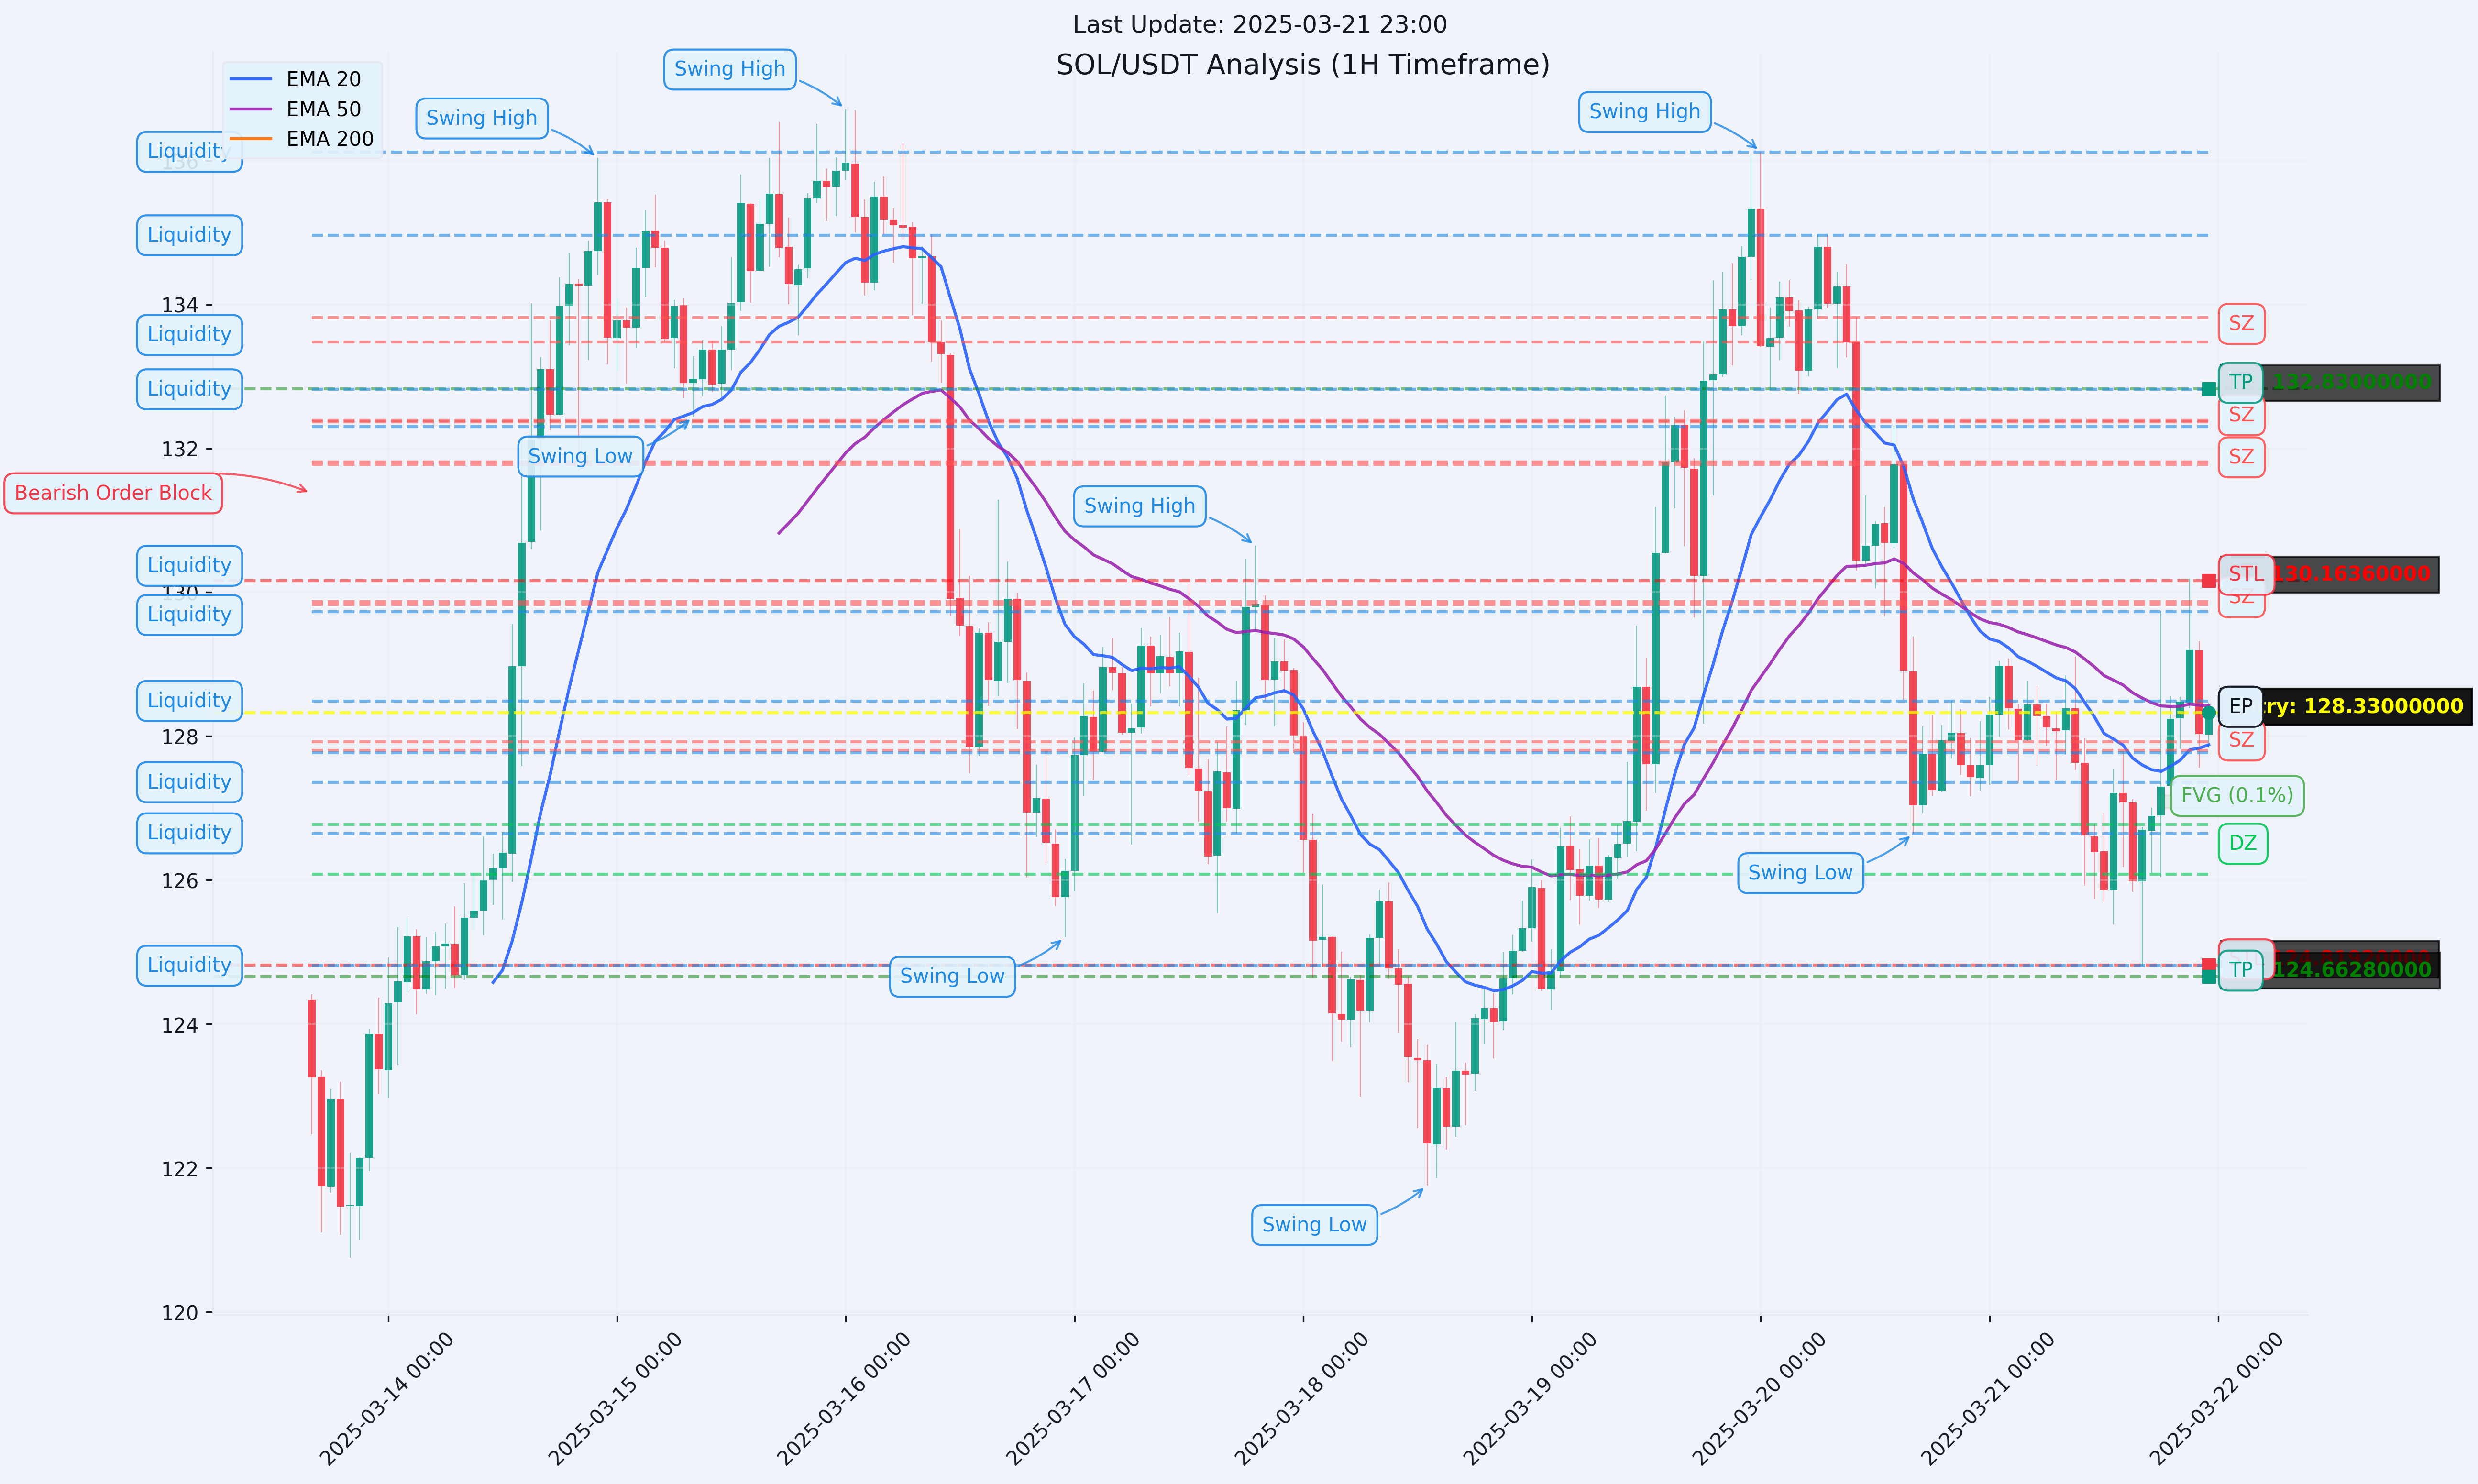 Last Update: 2025-03-21 23:00
SOL/USDT Analysis (1H Timeframe)
EMA 20
EMA 50
EMA 200
Swing High
Swing High
Swing High
Liquidity
136
Liquidity
134
SZ
Liquidity
TP
132.83000000
Liquidity
SZ
132
Swing Low
SZ
Bearish Order Block
Swing High
Liquidity
STL
130.16360000
130
SZ
Liquidity
Liquidity
EP
ry: 128.33000000
128
SZ
Liquidity
FVG (0.1%)
Liquidity
DZ
126
Swing Low
Liquidity
Swing Low
TP
124.66280000
124
122
Swing Low
120
2025-03-14 00:00
2025-03-15 00:00
2025-03-16 00:00
2025-03-17 00:00
2025-03-18 00:00
2025-03-19 00:00
2025-03-20 00:00
2025-03-21 00:00
2025-03-22 00:00